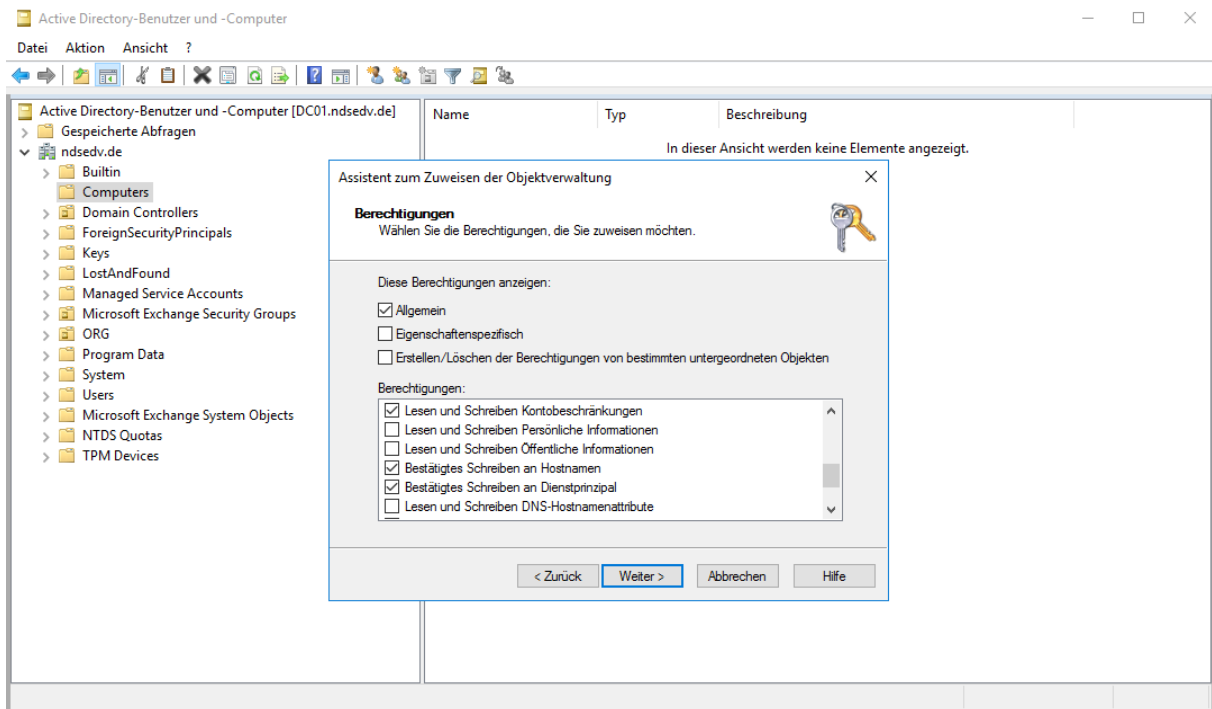 Active Directory-Benutzer und -Computer
Datei Aktion Ansicht ?
Active Directory-Benutzer und -Computer [DC01.ndsedv.de]
Gespeicherte Abfragen
ndsedv.de
Builtin
Computers
Domain Controllers
ForeignSecurityPrincipals
Keys
LostAndFound
Managed Service Accounts
Microsoft Exchange Security Groups
ORG
Program Data
System
Users
Microsoft Exchange System Objects
NTDS Quotas
TPM Devices
Name Typ Beschreibung
In dieser Ansicht werden keine Elemente angezeigt.
Assistent zum Zuweisen der Objektverwaltung
Berechtigungen
Wählen Sie die Berechtigungen, die Sie zuweisen möchten.
Diese Berechtigungen anzeigen:
Allgemein
Eigenschaftenspezifisch
Erstellen/Löschen der Berechtigungen von bestimmten untergeordneten Objekten
Berechtigungen:
Lesen und Schreiben Kontobeschränkungen
Lesen und Schreiben Persönliche Informationen
Lesen und Schreiben Öffentliche Informationen
Bestätigtes Schreiben an Hostnamen
Bestätigtes Schreiben an Dienstprinzipal
Lesen und Schreiben DNS-Hostnamenattribute
< Zurück Weiter > Abbrechen Hilfe